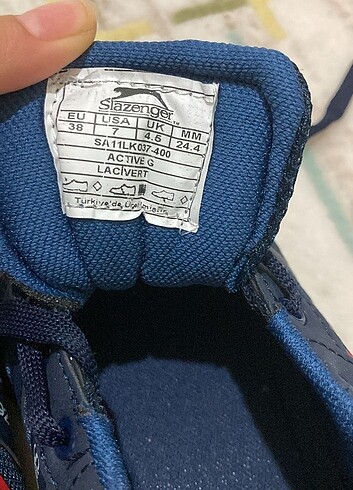 Slazenger
EU USA UK MM
38 7 4.5 24.4
SA11LK037-400
ACTIVE G
LACİVERT
Türkiye'de Üretilmiştir